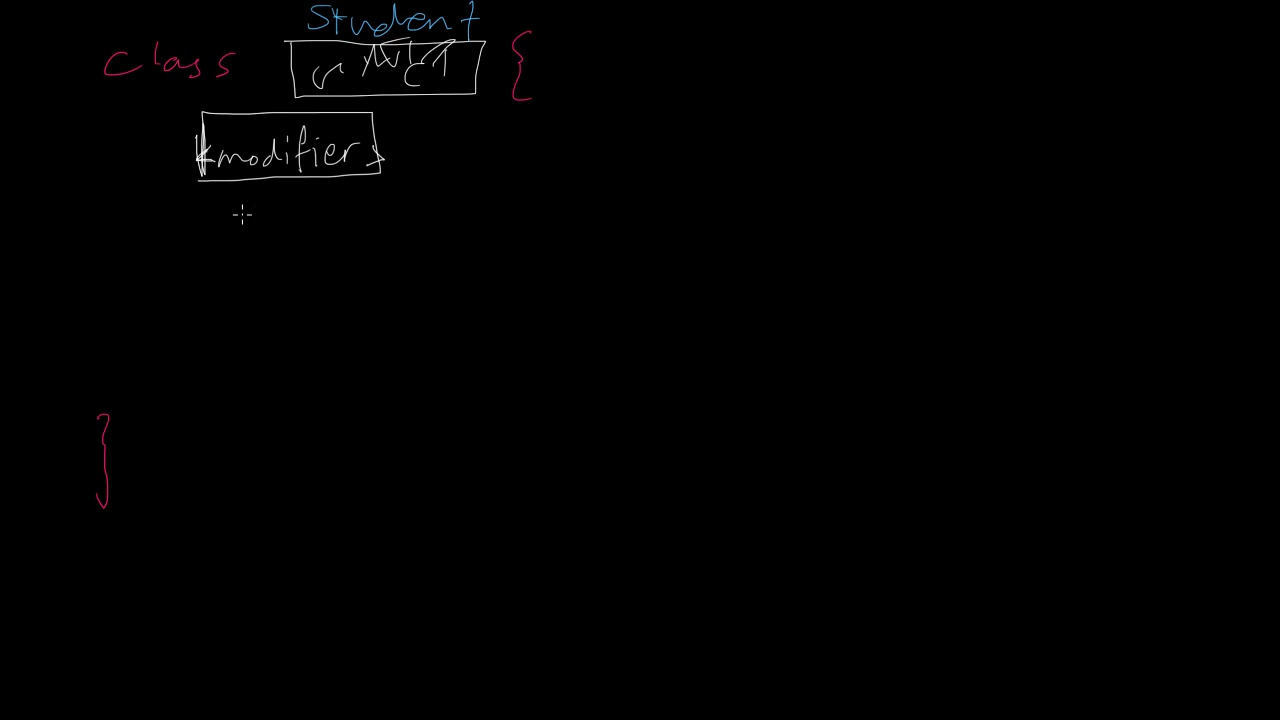 Student
class {
<modifier>
}